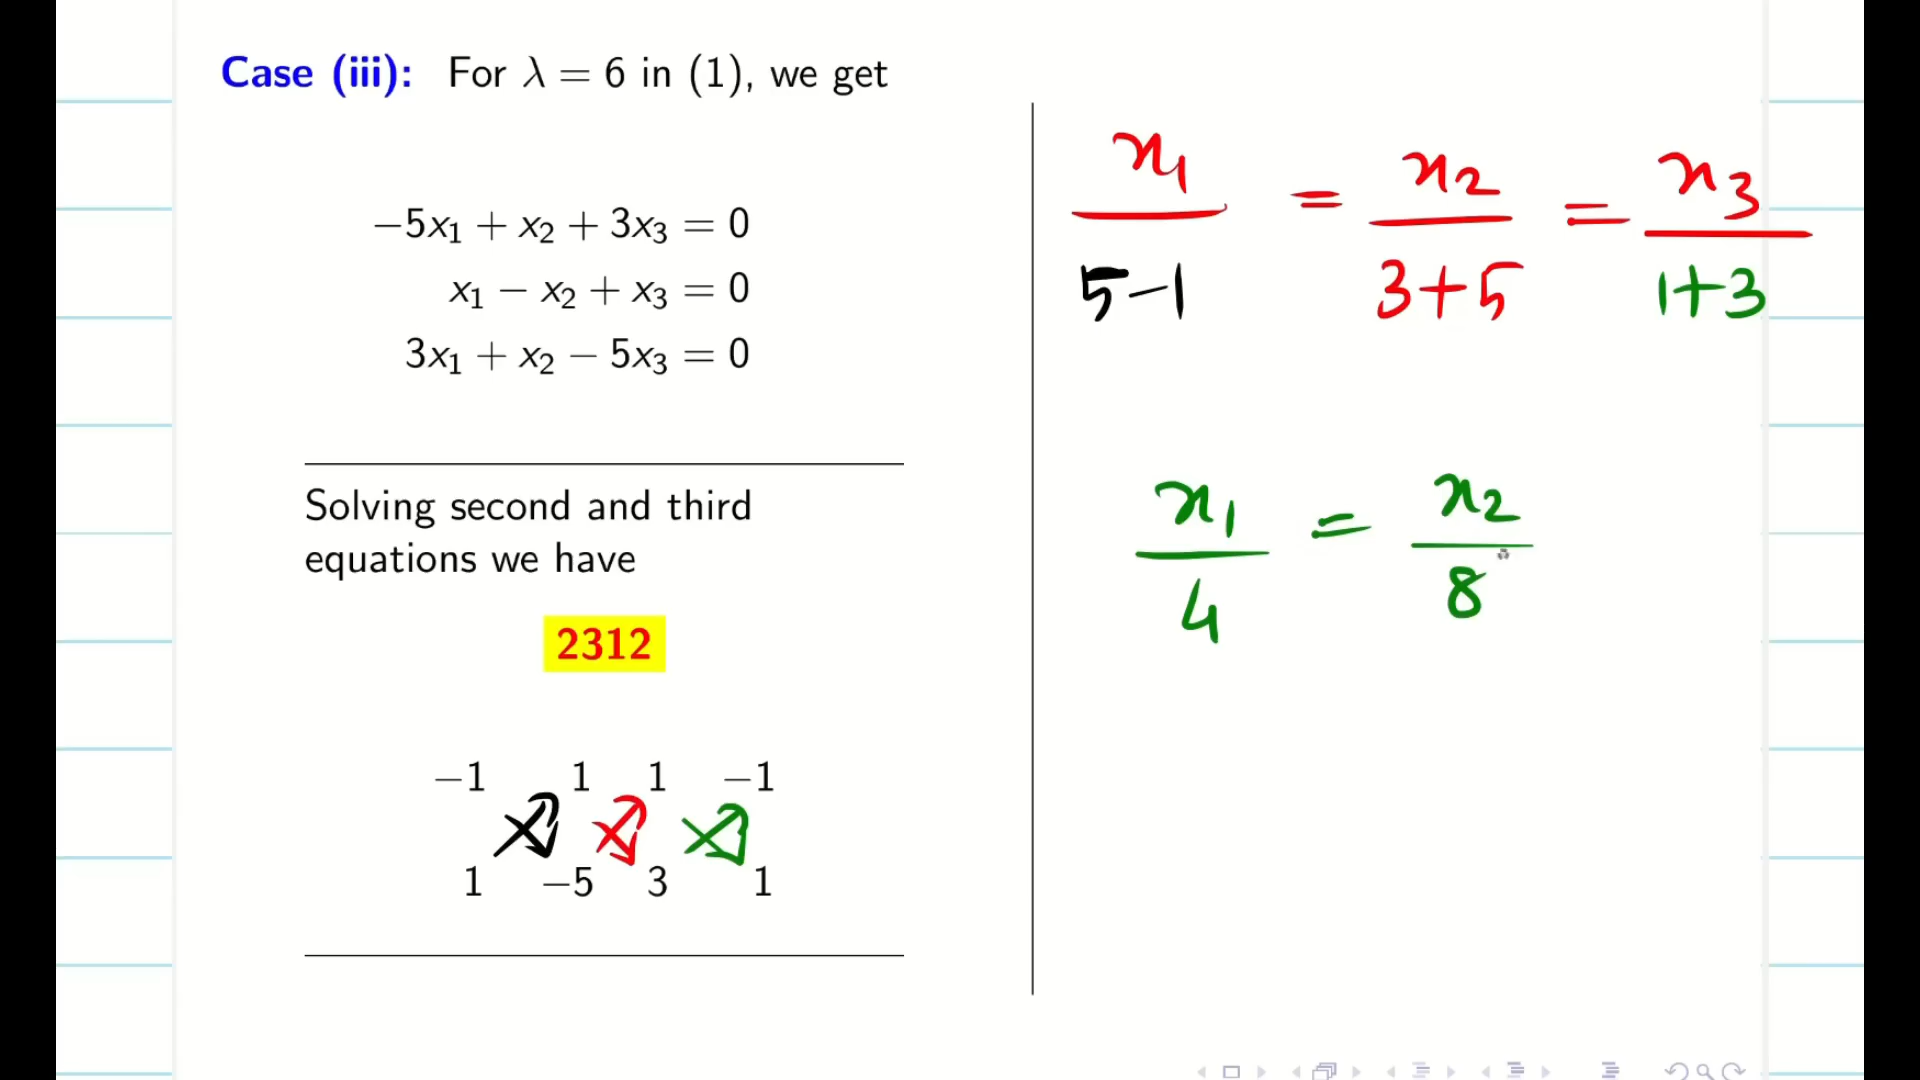 Case (iii): For λ = 6 in (1), we get
−5x₁ + x₂ + 3x₃ = 0
x₁ − x₂ + x₃ = 0
3x₁ + x₂ − 5x₃ = 0
Solving second and third
equations we have
2312
−1 1 1 −1
1 −5 3 1
x₁/5−1 = x₂/3+5 = x₃/1+3
x₁/4 = x₂/8